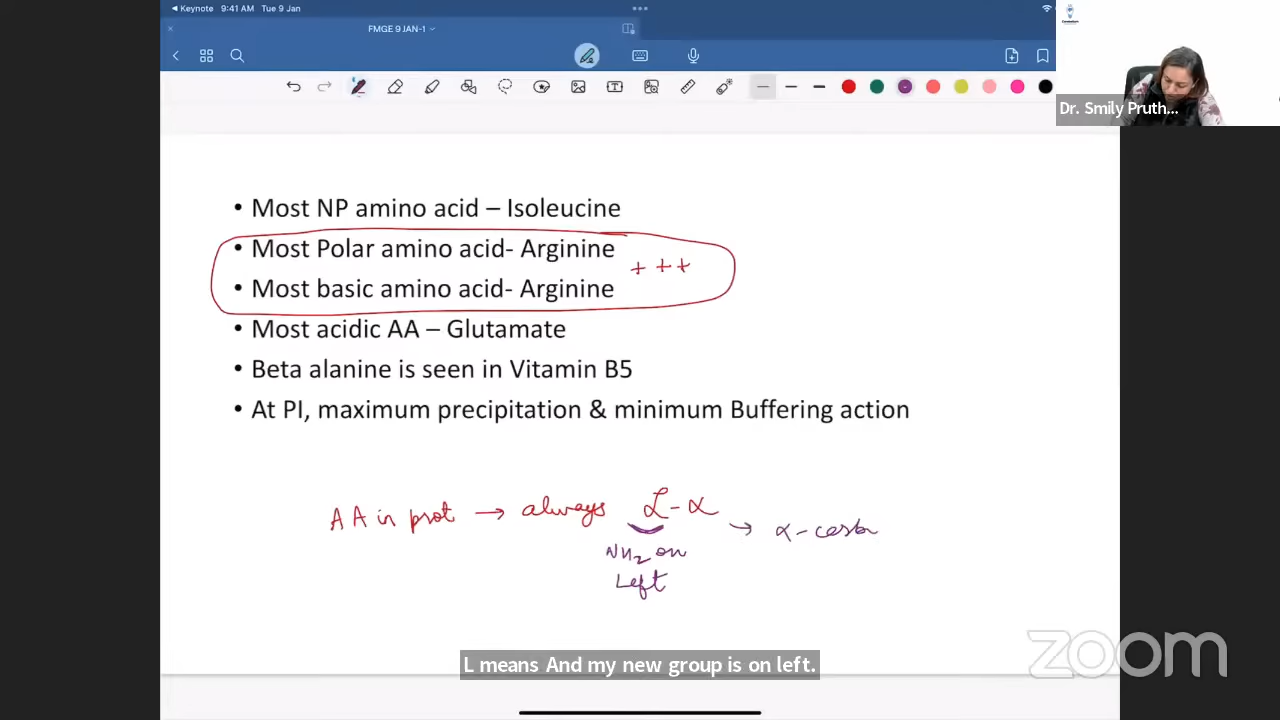 Keynote 9:41 AM Tue 9 Jan
FMGE 9 JAN-1
Dr. Smily Pruth...
• Most NP amino acid – Isoleucine
• Most Polar amino acid- Arginine
+ + +
• Most basic amino acid- Arginine
• Most acidic AA – Glutamate
• Beta alanine is seen in Vitamin B5
• At PI, maximum precipitation & minimum Buffering action
AA in prot → always L-α
→ α-carbn
NH2 on
Left
zoom
L means And my new group is on left.